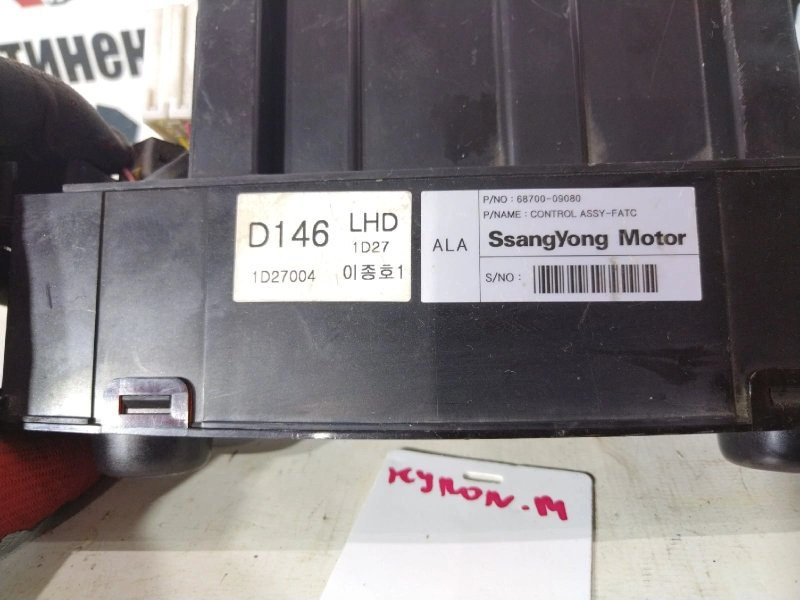 тинен
D146 LHD
1D27
1D27004 이종호1
ALA
P/NO : 68700-09080
P/NAME : CONTROL ASSY-FATC
SsangYong Motor
S/NO :
KYRON.M